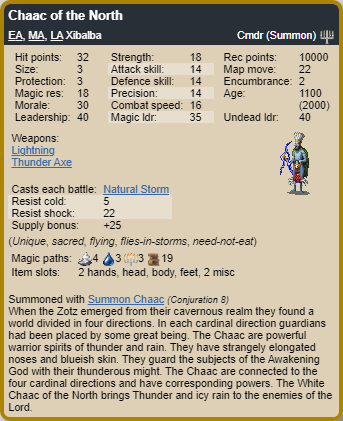 Chaac of the North
EA, MA, LA Xibalba Cmdr (Summon)
Hit points: 32 Strength: 18 Rec points: 10000
Size: 3 Attack skill: 14 Map move: 22
Protection: 3 Defence skill: 14 Encumbrance: 2
Magic res: 18 Precision: 14 Age: 1100
Morale: 30 Combat speed: 16 (2000)
Leadership: 40 Magic ldr: 35 Undead ldr: 40
Weapons:
Lightning
Thunder Axe
Casts each battle: Natural Storm
Resist cold: 5
Resist shock: 22
Supply bonus: +25
(Unique, sacred, flying, flies-in-storms, need-not-eat)
Magic paths: 4 3 3 19
Item slots: 2 hands, head, body, feet, 2 misc
Summoned with Summon Chaac (Conjuration 8)
When the Zotz emerged from their cavernous realm they found a
world divided in four directions. In each cardinal direction guardians
had been placed by some great being. The Chaac are powerful
warrior spirits of thunder and rain. They have strangely elongated
noses and blueish skin. They guard the subjects of the Awakening
God with their thunderous might. The Chaac are connected to the
four cardinal directions and have corresponding powers. The White
Chaac of the North brings Thunder and icy rain to the enemies of the
Lord.